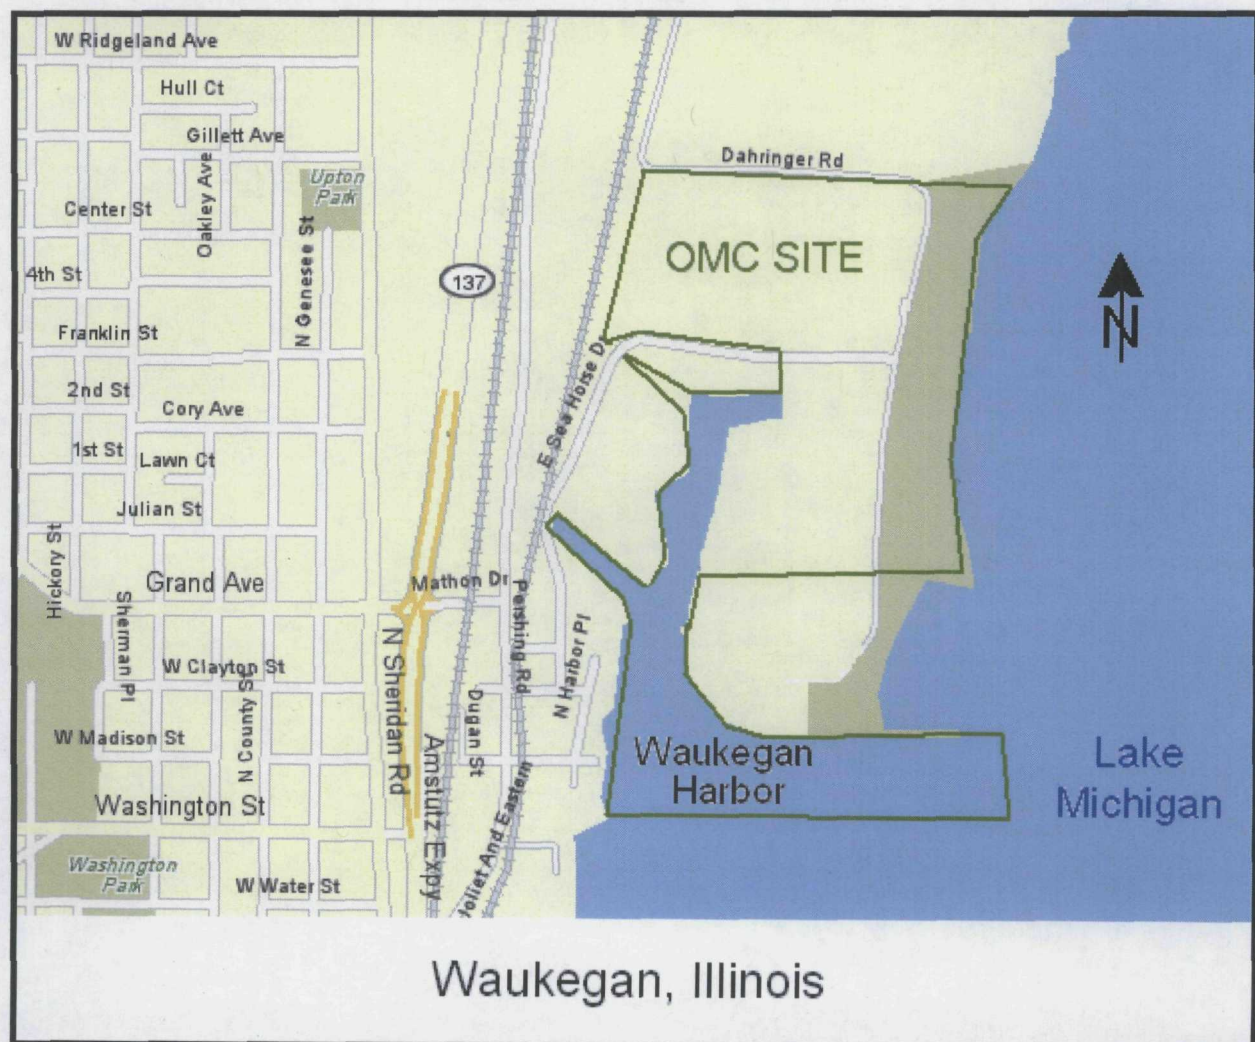 W Ridgeland Ave
Hull Ct
Gillett Ave
Dahringer Rd
Oakley Ave
Upton
Park
Center St
N Genesee St
OMC SITE
4th St
137
N
Franklin St
E Sea Horse Dr
2nd St
Cory Ave
1st St
Lawn Ct
Julian St
Hickory St
Grand Ave
Mathon Dr
Sherman Pl
Pershing Rd
N Harbor Pl
N Sheridan Rd
W Clayton St
N County St
Dugan St
W Madison St
Amstutz Expy
Waukegan
Harbor
Lake
Michigan
Washington St
Joliet And Eastern
Washington
Park
W Water St
Waukegan, Illinois